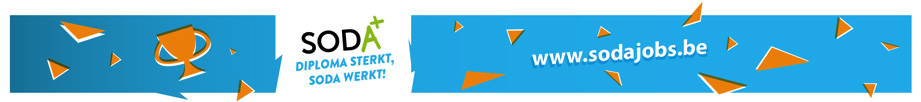 SODA+
DIPLOMA STERKT,
SODA WERKT!
www.sodajobs.be